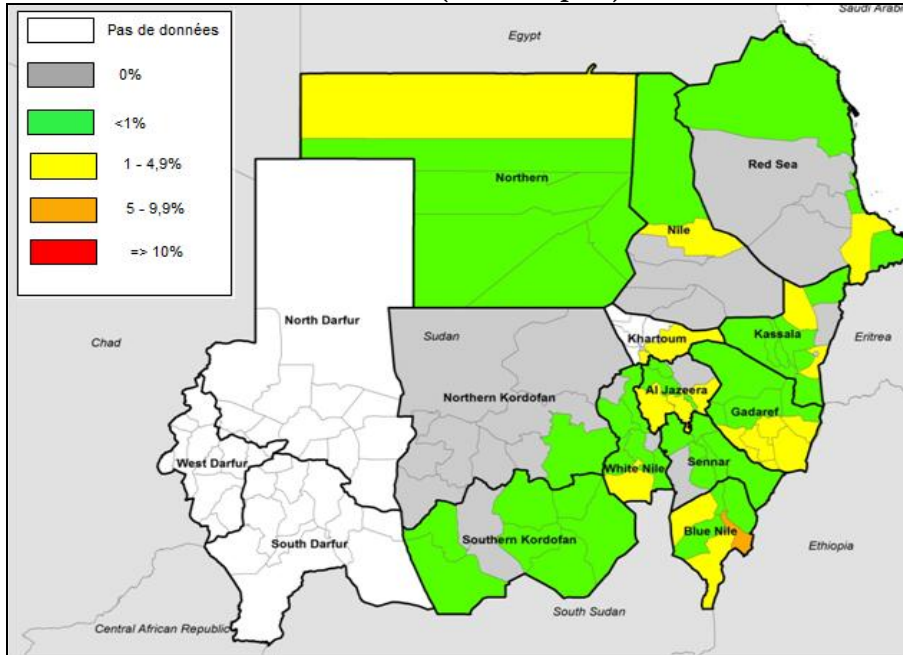 Saudi Arabi
Pas de données
0%
<1%
1 - 4,9%
5 - 9,9%
=> 10%
Egypt
Red Sea
Northern
Nile
North Darfur
Chad
Sudan
Khartoum
Kassala
Eritrea
Northern Kordofan
Al Jazeera
Gadaref
West Darfur
White Nile
Sennar
South Darfur
Southern Kordofan
Blue Nile
Ethiopia
South Sudan
Central African Republic